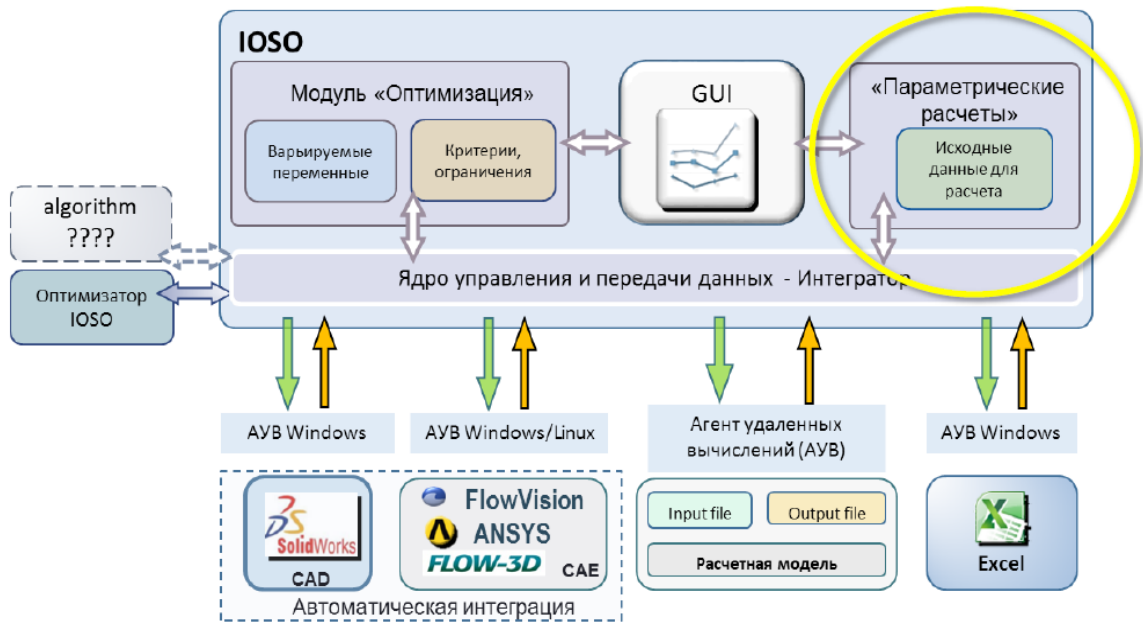 IOSO
Модуль «Оптимизация»
Варьируемые
переменные
Критерии,
ограничения
GUI
«Параметрические
расчеты»
Исходные
данные для
расчета
algorithm
????
Оптимизатор
IOSO
Ядро управления и передачи данных - Интегратор
АУВ Windows
АУВ Windows/Linux
Агент удаленных
вычислений (АУВ)
АУВ Windows
SolidWorks
CAD
FlowVision
ANSYS
FLOW-3D
CAE
Автоматическая интеграция
Input file
Output file
Расчетная модель
Excel